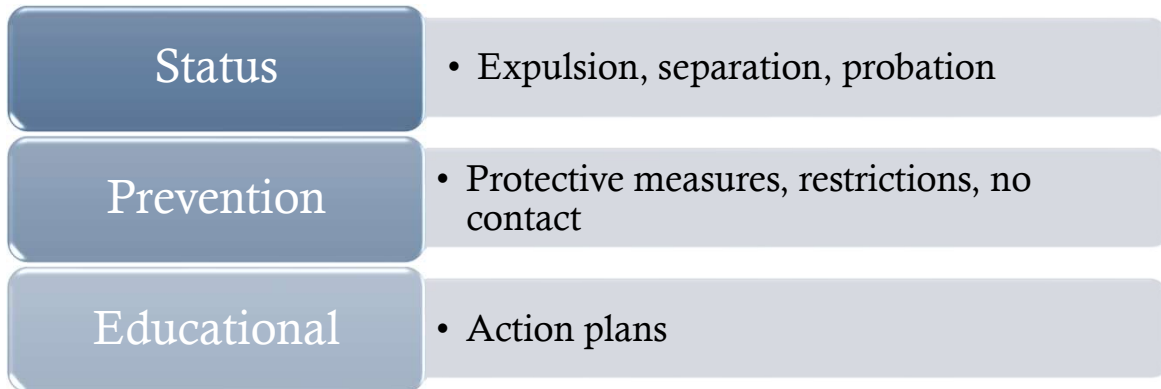 Status
• Expulsion, separation, probation
Prevention
• Protective measures, restrictions, no
contact
Educational
• Action plans